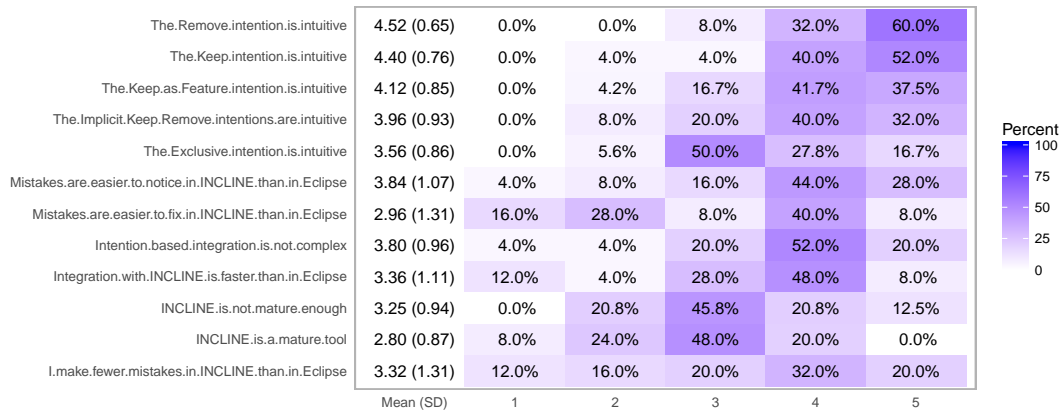 The.Remove.intention.is.intuitive 4.52 (0.65) 0.0% 0.0% 8.0% 32.0% 60.0%
The.Keep.intention.is.intuitive 4.40 (0.76) 0.0% 4.0% 4.0% 40.0% 52.0%
The.Keep.as.Feature.intention.is.intuitive 4.12 (0.85) 0.0% 4.2% 16.7% 41.7% 37.5%
The.Implicit.Keep.Remove.intentions.are.intuitive 3.96 (0.93) 0.0% 8.0% 20.0% 40.0% 32.0%
The.Exclusive.intention.is.intuitive 3.56 (0.86) 0.0% 5.6% 50.0% 27.8% 16.7%
Mistakes.are.easier.to.notice.in.INCLINE.than.in.Eclipse 3.84 (1.07) 4.0% 8.0% 16.0% 44.0% 28.0%
Mistakes.are.easier.to.fix.in.INCLINE.than.in.Eclipse 2.96 (1.31) 16.0% 28.0% 8.0% 40.0% 8.0%
Intention.based.integration.is.not.complex 3.80 (0.96) 4.0% 4.0% 20.0% 52.0% 20.0%
Integration.with.INCLINE.is.faster.than.in.Eclipse 3.36 (1.11) 12.0% 4.0% 28.0% 48.0% 8.0%
INCLINE.is.not.mature.enough 3.25 (0.94) 0.0% 20.8% 45.8% 20.8% 12.5%
INCLINE.is.a.mature.tool 2.80 (0.87) 8.0% 24.0% 48.0% 20.0% 0.0%
I.make.fewer.mistakes.in.INCLINE.than.in.Eclipse 3.32 (1.31) 12.0% 16.0% 20.0% 32.0% 20.0%
Mean (SD) 1 2 3 4 5
Percent
100
75
50
25
0